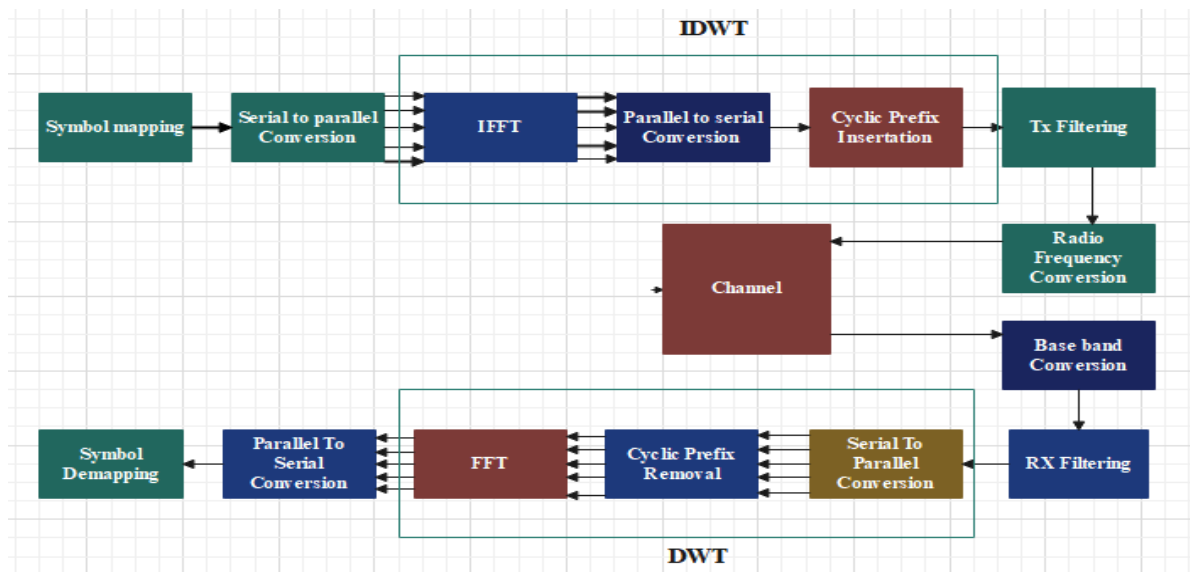 IDWT
Symbol mapping
Serial to parallel
Conversion
IFFT
Parallel to serial
Conversion
Cyclic Prefix
Insertation
Tx Filtering
Radio
Frequency
Conversion
Channel
Base band
Conversion
Symbol
Demapping
Parallel To
Serial
Conversion
FFT
Cyclic Prefix
Removal
Serial To
Parallel
Conversion
RX Filtering
DWT